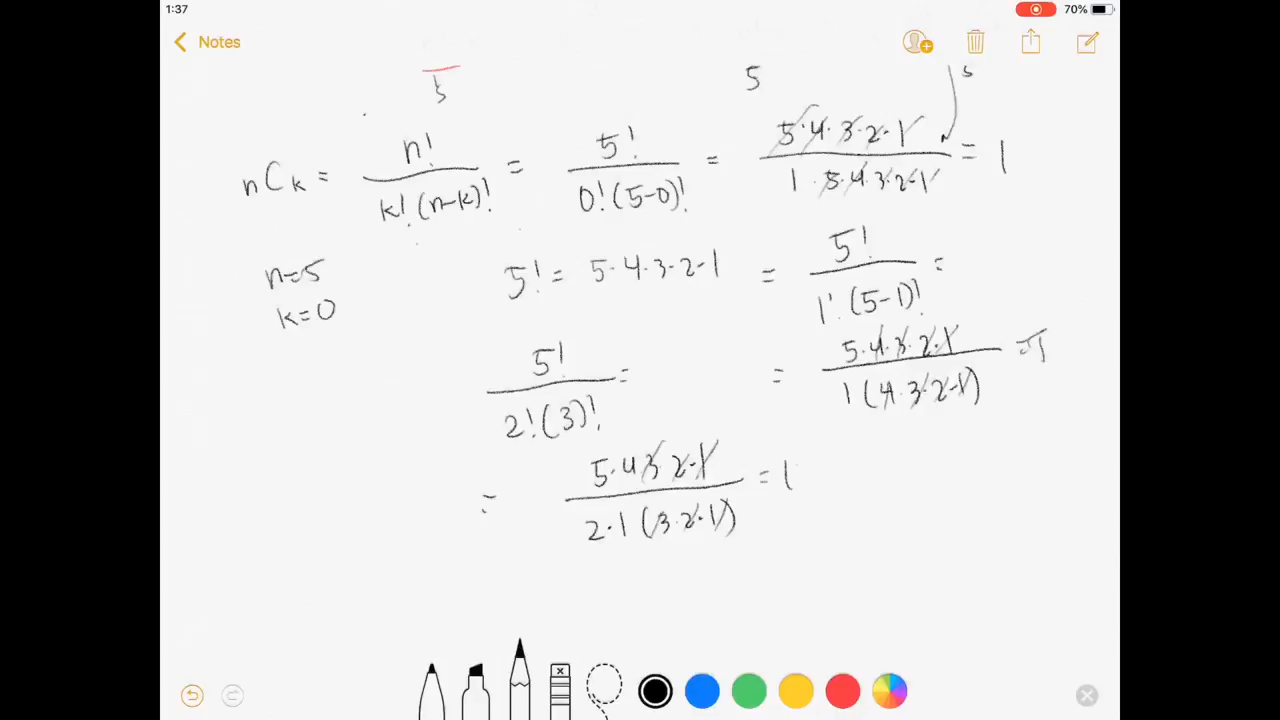 1:37
70%
Notes
5
5
s
nCk = n! / k!(n-k)! = 5! / 0!(5-0)! = 5·4·3·2·1 / 1·5·4·3·2·1 = 1
n=5
k=0
5! = 5·4·3·2·1
= 5! / 1!(5-1)! =
= 5·4·3·2·1 / 1(4·3·2·1) = 5
5! / 2!(3)! =
= 5·4·3·2·1 / 2·1(3·2·1) = 1